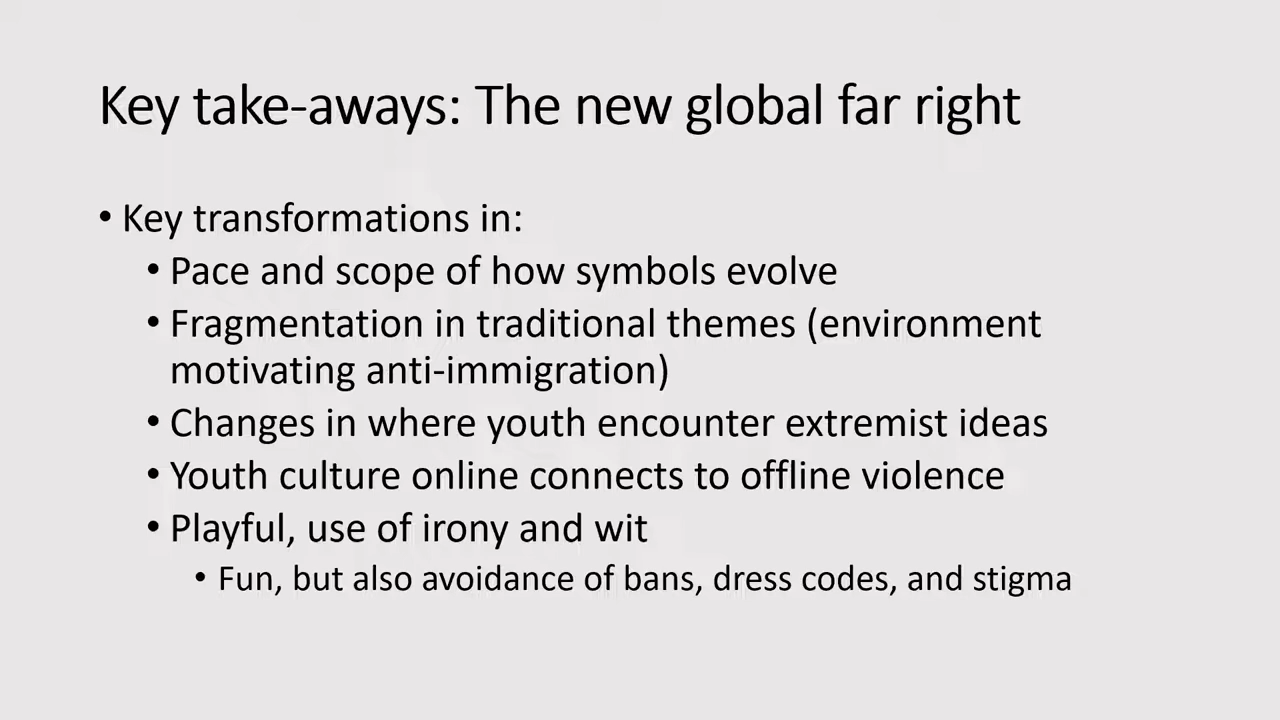 Key take-aways: The new global far right
• Key transformations in:
• Pace and scope of how symbols evolve
• Fragmentation in traditional themes (environment
motivating anti-immigration)
• Changes in where youth encounter extremist ideas
• Youth culture online connects to offline violence
• Playful, use of irony and wit
• Fun, but also avoidance of bans, dress codes, and stigma